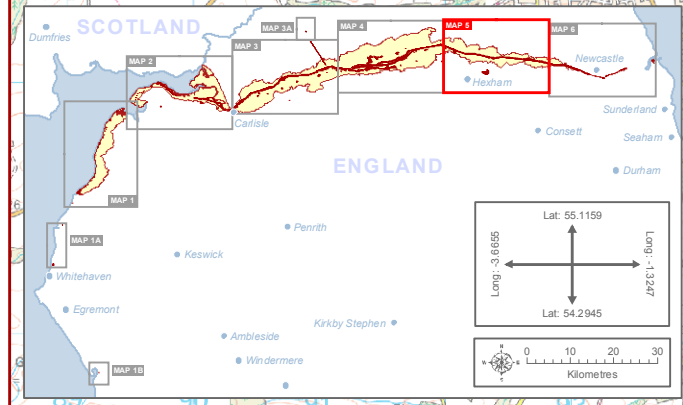 SCOTLAND
Dumfries
MAP 3A
MAP 4
MAP 5
MAP 6
MAP 3
MAP 2
Newcastle
Hexham
Sunderland
Carlisle
Consett
Seaham
ENGLAND
Durham
MAP 1
MAP 1A
Penrith
Keswick
Whitehaven
Egremont
Kirkby Stephen
Ambleside
Windermere
MAP 1B
Lat: 55.1159
Long: -3.6655
Long: -1.3247
Lat: 54.2945
N
W
E
S
0 10 20 30
Kilometres